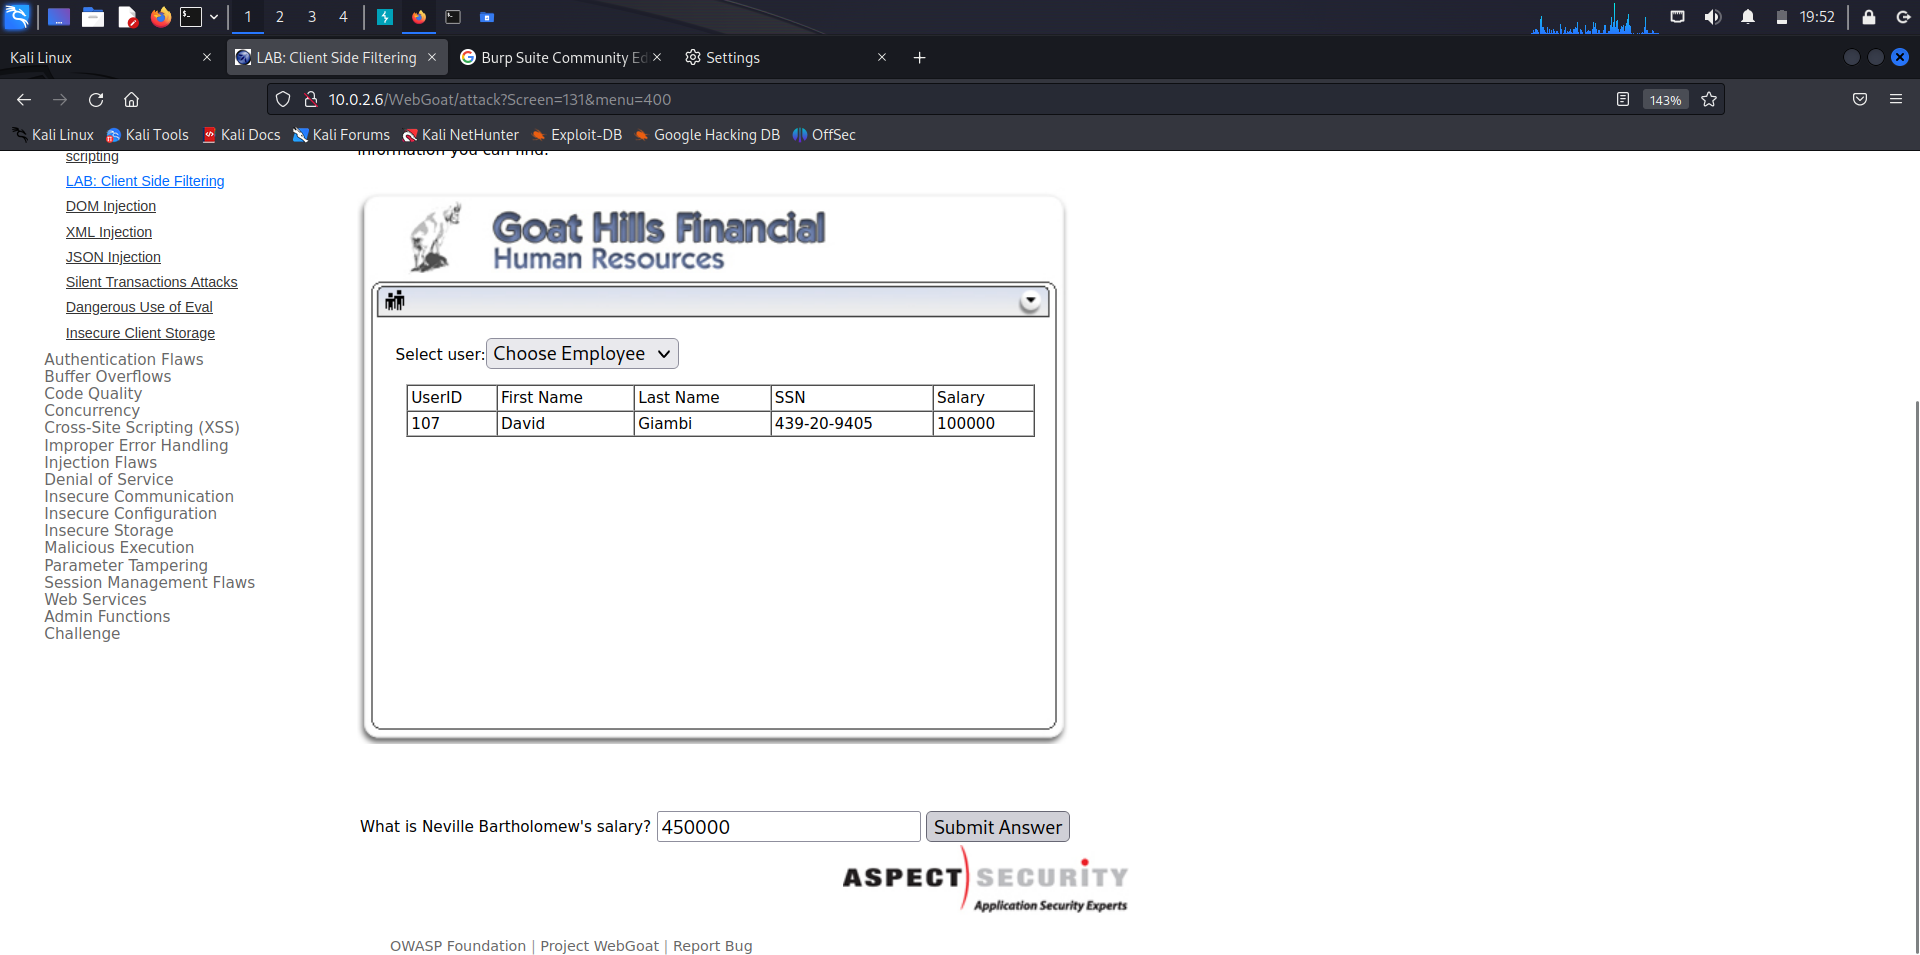 1 2 3 4 19:52
Kali Linux LAB: Client Side Filtering Burp Suite Community Ed Settings
10.0.2.6/WebGoat/attack?Screen=131&menu=400 143%
Kali Linux Kali Tools Kali Docs Kali Forums Kali NetHunter Exploit-DB Google Hacking DB OffSec
scripting
information you can find.
LAB: Client Side Filtering
DOM Injection
XML Injection
JSON Injection
Silent Transactions Attacks
Dangerous Use of Eval
Insecure Client Storage
Authentication Flaws
Buffer Overflows
Code Quality
Concurrency
Cross-Site Scripting (XSS)
Improper Error Handling
Injection Flaws
Denial of Service
Insecure Communication
Insecure Configuration
Insecure Storage
Malicious Execution
Parameter Tampering
Session Management Flaws
Web Services
Admin Functions
Challenge
Goat Hills Financial
Human Resources
Select user: Choose Employee
UserID First Name Last Name SSN Salary
107 David Giambi 439-20-9405 100000
What is Neville Bartholomew's salary? 450000 Submit Answer
ASPECT SECURITY
Application Security Experts
OWASP Foundation | Project WebGoat | Report Bug